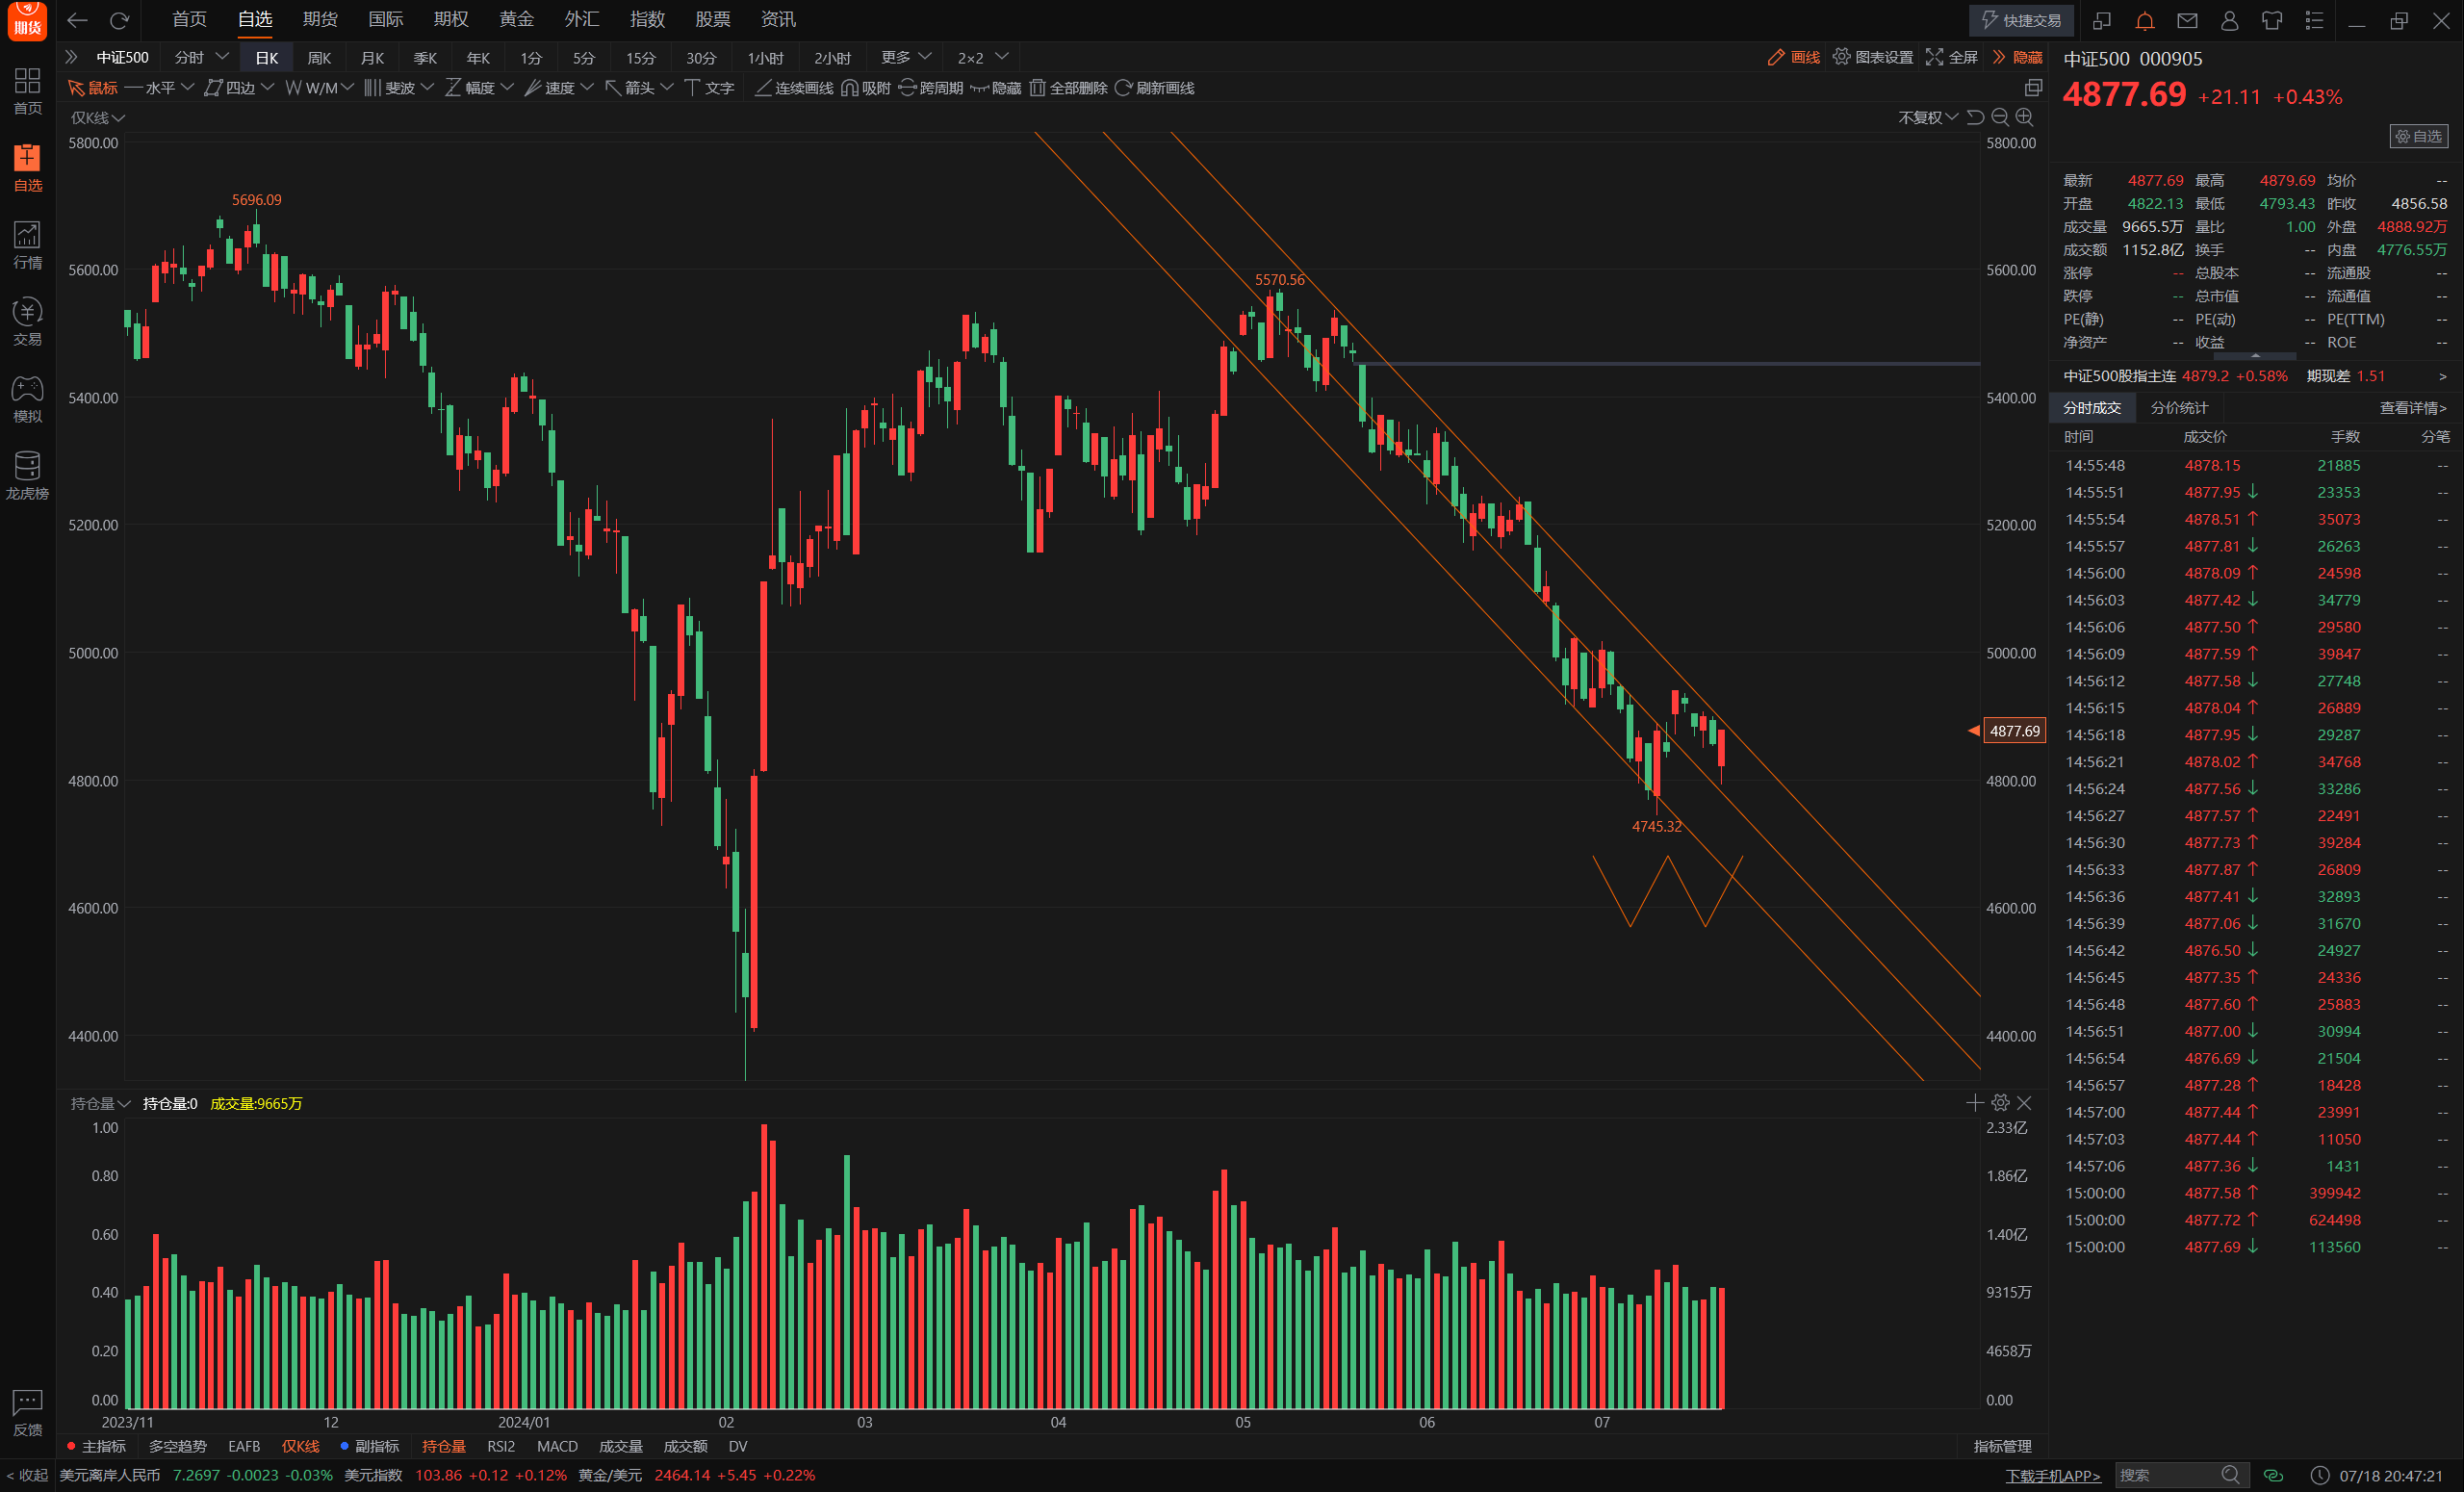 期货 首页 自选 期货 国际 期权 黄金 外汇 指数 股票 资讯 快捷交易
中证500 分时 日K 周K 月K 季K 年K 1分 5分 15分 30分 1小时 2小时 更多 2×2 画线 图表设置 全屏 隐藏
鼠标 水平 四边 W/M 斐波 幅度 速度 箭头 文字 连续画线 吸附 跨周期 隐藏 全部删除 刷新画线
首页
自选
行情
交易
模拟
龙虎榜
反馈
仅K线 不复权
5800.00 5800.00
5696.09
5600.00 5570.56 5600.00
5400.00 5400.00
5200.00 5200.00
5000.00 5000.00
4877.69
4800.00 4800.00
4745.32
4600.00 4600.00
4400.00 4400.00
持仓量 持仓量:0 成交量:9665万
1.00 2.33亿
0.80 1.86亿
0.60 1.40亿
0.40 9315万
0.20 4658万
0.00 0.00
2023/11 12 2024/01 02 03 04 05 06 07
主指标 多空趋势 EAFB 仅K线 副指标 持仓量 RSI2 MACD 成交量 成交额 DV 指标管理
中证500 000905
4877.69 +21.11 +0.43%
自选
最新 4877.69 最高 4879.69 均价 --
开盘 4822.13 最低 4793.43 昨收 4856.58
成交量 9665.5万 量比 1.00 外盘 4888.92万
成交额 1152.8亿 换手 -- 内盘 4776.55万
涨停 -- 总股本 -- 流通股 --
跌停 -- 总市值 -- 流通值 --
PE(静) -- PE(动) -- PE(TTM) --
净资产 -- 收益 -- ROE --
中证500股指主连 4879.2 +0.58% 期现差 1.51 >
分时成交 分价统计 查看详情>
时间 成交价 手数 分笔
14:55:48 4878.15 21885 --
14:55:51 4877.95 ↓ 23353 --
14:55:54 4878.51 ↑ 35073 --
14:55:57 4877.81 ↓ 26263 --
14:56:00 4878.09 ↑ 24598 --
14:56:03 4877.42 ↓ 34779 --
14:56:06 4877.50 ↑ 29580 --
14:56:09 4877.59 ↑ 39847 --
14:56:12 4877.58 ↓ 27748 --
14:56:15 4878.04 ↑ 26889 --
14:56:18 4877.95 ↓ 29287 --
14:56:21 4878.02 ↑ 34768 --
14:56:24 4877.56 ↓ 33286 --
14:56:27 4877.57 ↑ 22491 --
14:56:30 4877.73 ↑ 39284 --
14:56:33 4877.87 ↑ 26809 --
14:56:36 4877.41 ↓ 32893 --
14:56:39 4877.06 ↓ 31670 --
14:56:42 4876.50 ↓ 24927 --
14:56:45 4877.35 ↑ 24336 --
14:56:48 4877.60 ↑ 25883 --
14:56:51 4877.00 ↓ 30994 --
14:56:54 4876.69 ↓ 21504 --
14:56:57 4877.28 ↑ 18428 --
14:57:00 4877.44 ↑ 23991 --
14:57:03 4877.44 ↑ 11050 --
14:57:06 4877.36 ↓ 1431 --
15:00:00 4877.58 ↑ 399942 --
15:00:00 4877.72 ↑ 624498 --
15:00:00 4877.69 ↓ 113560 --
< 收起 美元离岸人民币 7.2697 -0.0023 -0.03% 美元指数 103.86 +0.12 +0.12% 黄金/美元 2464.14 +5.45 +0.22% 下载手机APP> 搜索 07/18 20:47:21